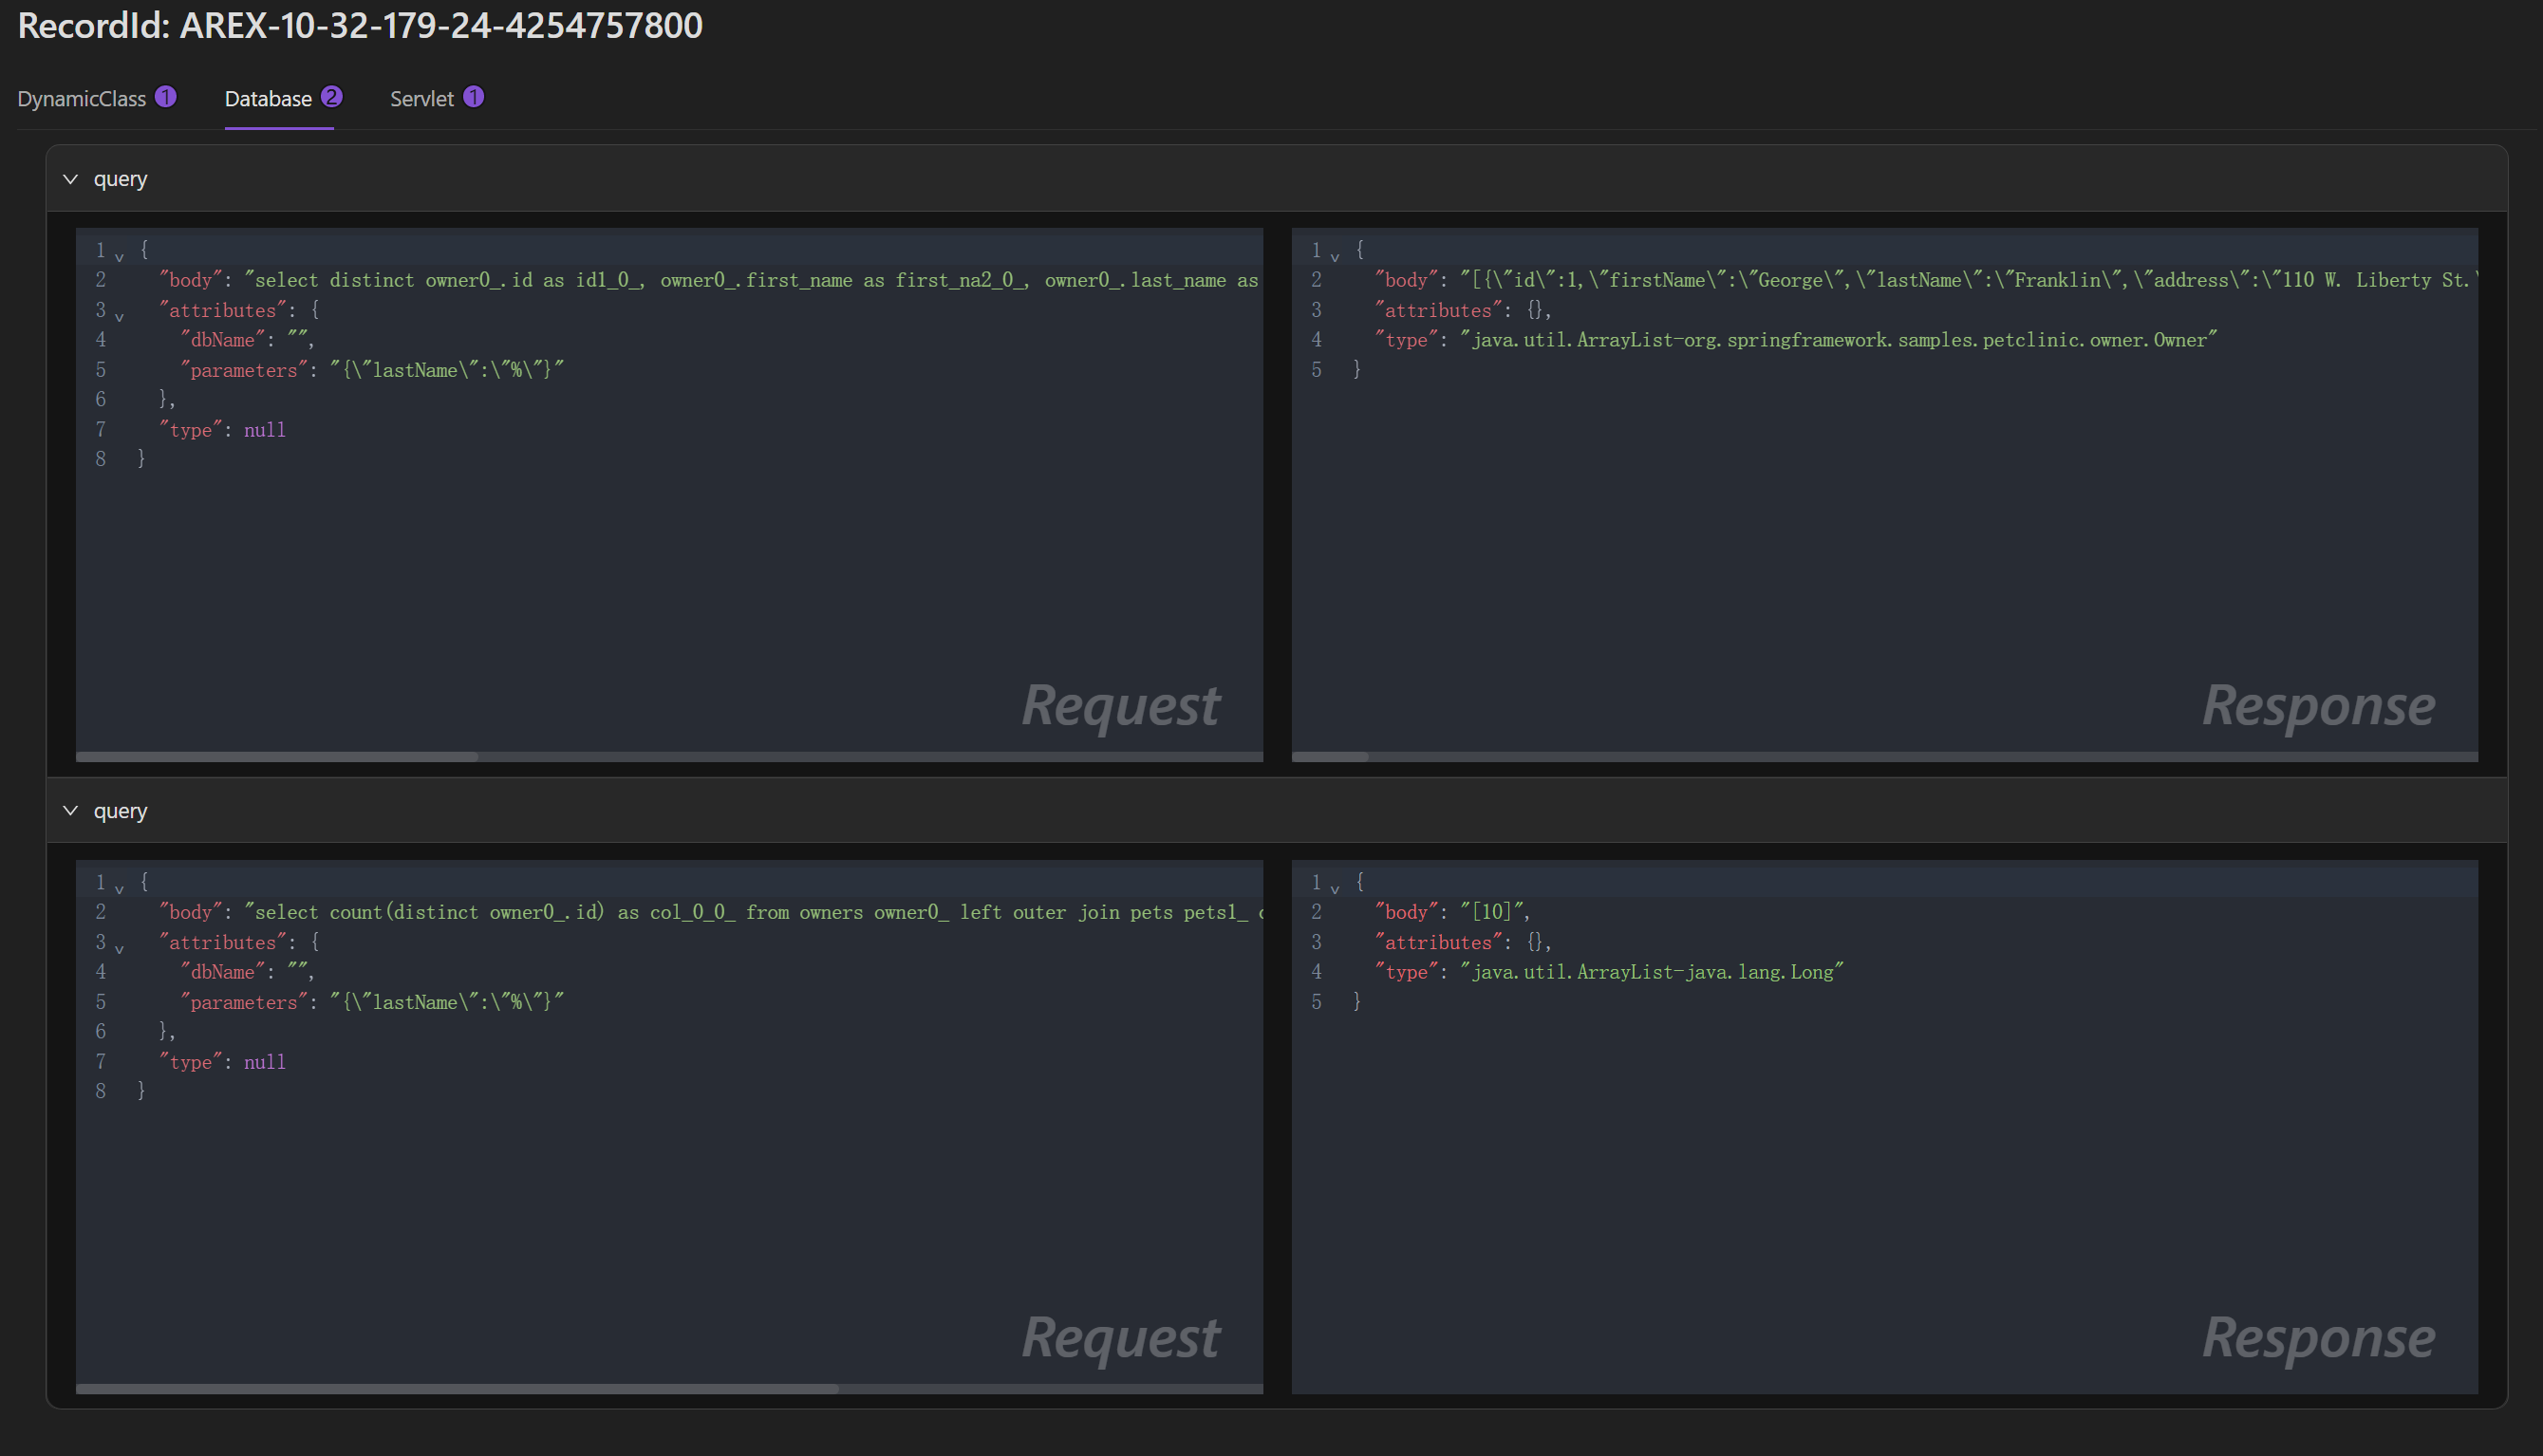 RecordId: AREX-10-32-179-24-4254757800
DynamicClass 1 Database 2 Servlet 1
query
1 {
2 "body": "select distinct owner0_.id as id1_0_, owner0_.first_name as first_na2_0_, owner0_.last_name as
3 "attributes": {
4 "dbName": "",
5 "parameters": "{\"lastName\":\"%\"}"
6 },
7 "type": null
8 }
Request
1 {
2 "body": "[{\"id\":1,\"firstName\":\"George\",\"lastName\":\"Franklin\",\"address\":\"110 W. Liberty St.\
3 "attributes": {},
4 "type": "java.util.ArrayList-org.springframework.samples.petclinic.owner.Owner"
5 }
Response
query
1 {
2 "body": "select count(distinct owner0_.id) as col_0_0_ from owners owner0_ left outer join pets pets1_
3 "attributes": {
4 "dbName": "",
5 "parameters": "{\"lastName\":\"%\"}"
6 },
7 "type": null
8 }
Request
1 {
2 "body": "[10]",
3 "attributes": {},
4 "type": "java.util.ArrayList-java.lang.Long"
5 }
Response